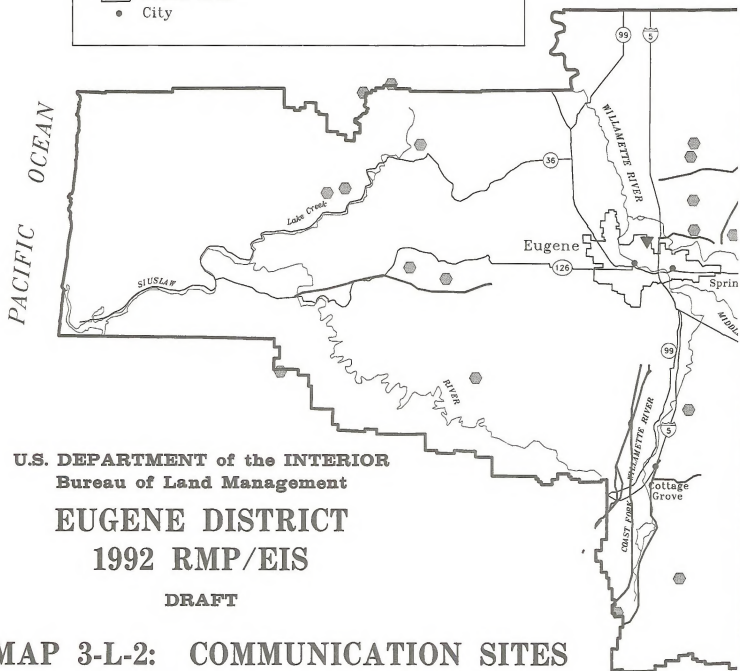 City
99
5
PACIFIC OCEAN
WILLAMETTE RIVER
36
Lake Creek
Eugene
126
Sprin
SIUSLAW
MIDDL
99
RIVER
5
COAST FORK WILLAMETTE RIVER
Cottage
Grove
U.S. DEPARTMENT of the INTERIOR
Bureau of Land Management
EUGENE DISTRICT
1992 RMP/EIS
DRAFT
MAP 3-L-2: COMMUNICATION SITES